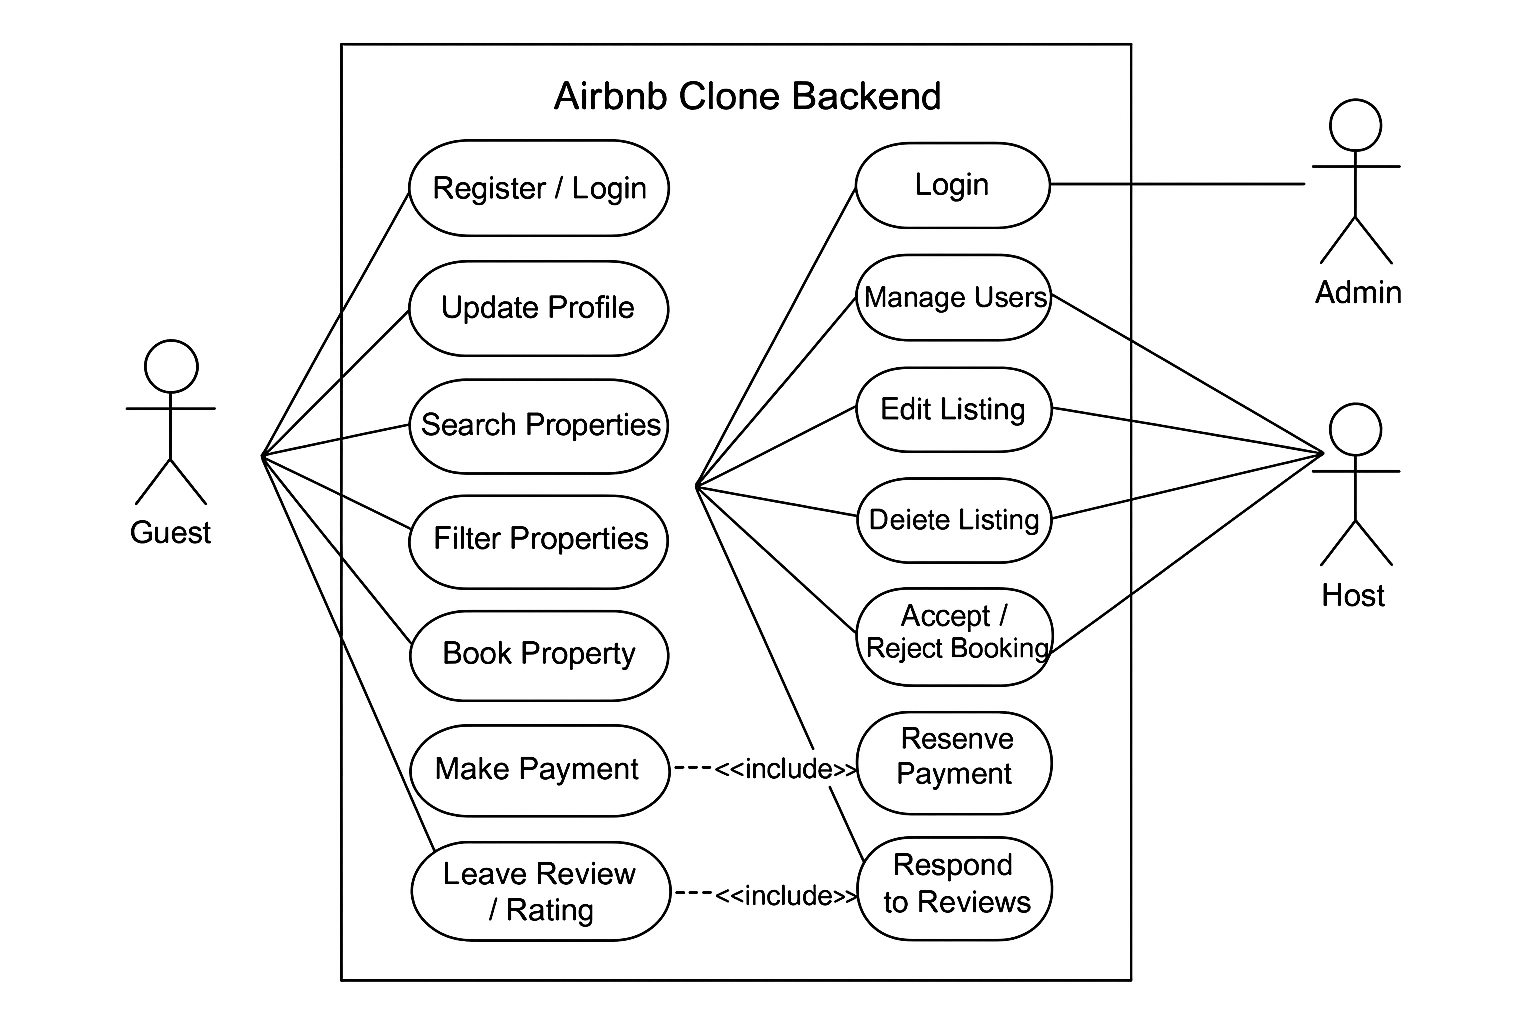 Airbnb Clone Backend
Register / Login
Update Profile
Search Properties
Filter Properties
Book Property
Make Payment
Leave Review
/ Rating
<<include>>
<<include>>
Login
Manage Users
Edit Listing
Deiete Listing
Accept /
Reject Booking
Resenve
Payment
Respond
to Reviews
Guest
Admin
Host